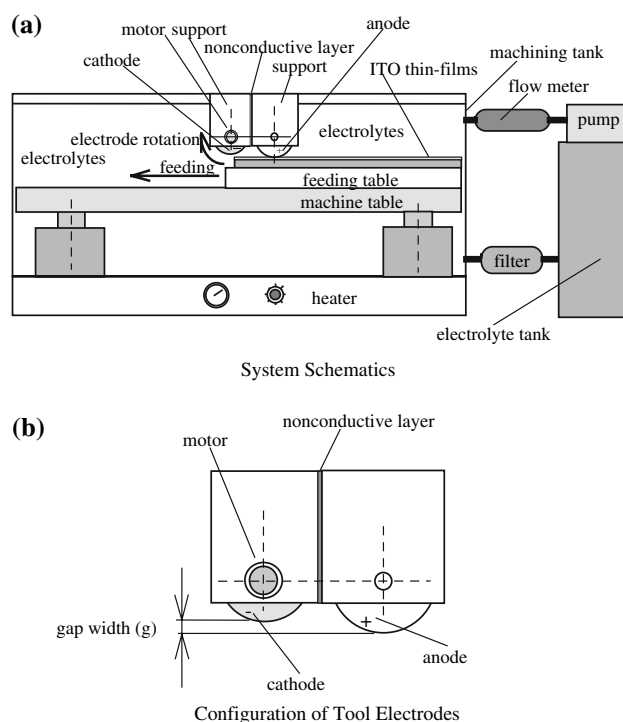 (a)
motor support
nonconductive layer
anode
support
machining tank
cathode
ITO thin-films
flow meter
pump
electrode rotation
electrolytes
electrolytes
-
+
feeding
feeding table
machine table
filter
heater
electrolyte tank
System Schematics
(b)
nonconductive layer
motor
gap width (g)
-
+
cathode
anode
Configuration of Tool Electrodes